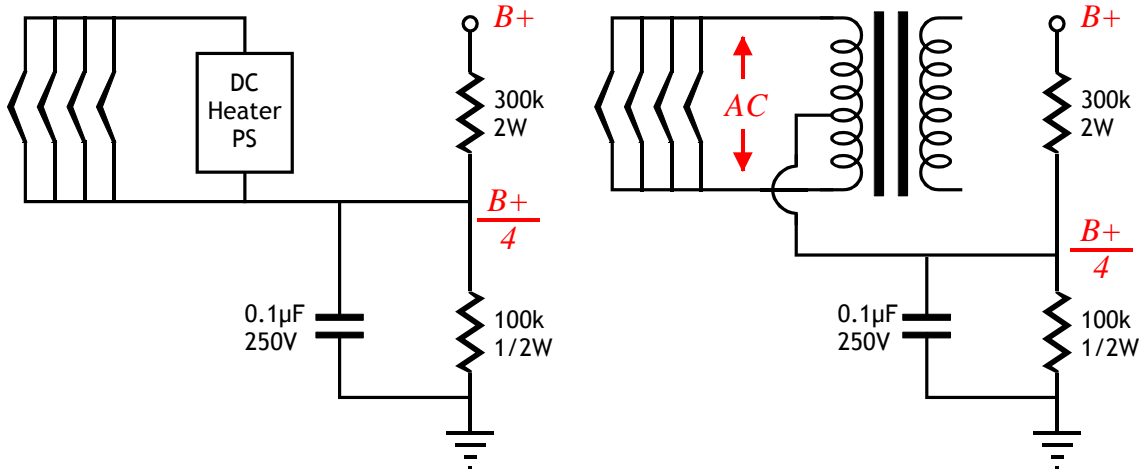 B+
DC
Heater
PS
300k
2W
B+
4
0.1µF
250V
100k
1/2W
B+
AC
300k
2W
B+
4
0.1µF
250V
100k
1/2W